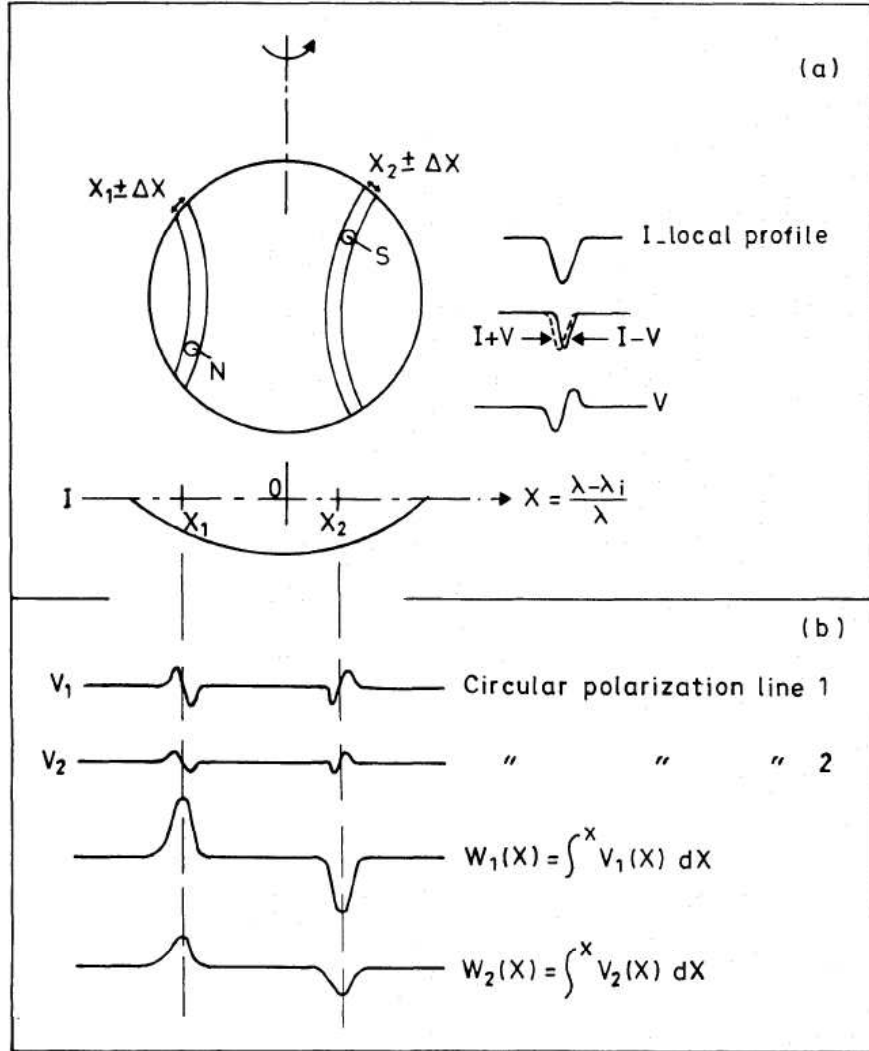 (a)
X₁ ± ΔX
X₂ ± ΔX
S
N
I_local profile
I+V
I−V
V
I
0
X₁
X₂
X = (λ−λi)/λ
(b)
V₁
Circular polarization line 1
V₂
" " " 2
W₁(X) = ∫ˣ V₁(X) dX
W₂(X) = ∫ˣ V₂(X) dX